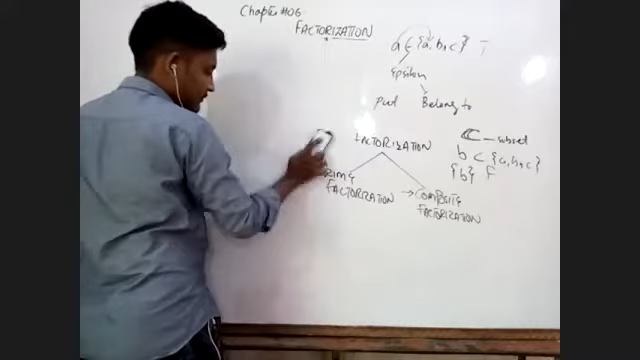 Chapter #06
FACTORIZATION
a ∈ {a, b, c} T
Epsilon
Belong to
FACTORIZATION
⊂ - subset
b ⊂ {a, b, c}
{b} F
FACTORIZATION
→ COMPOSITE
FACTORIZATION